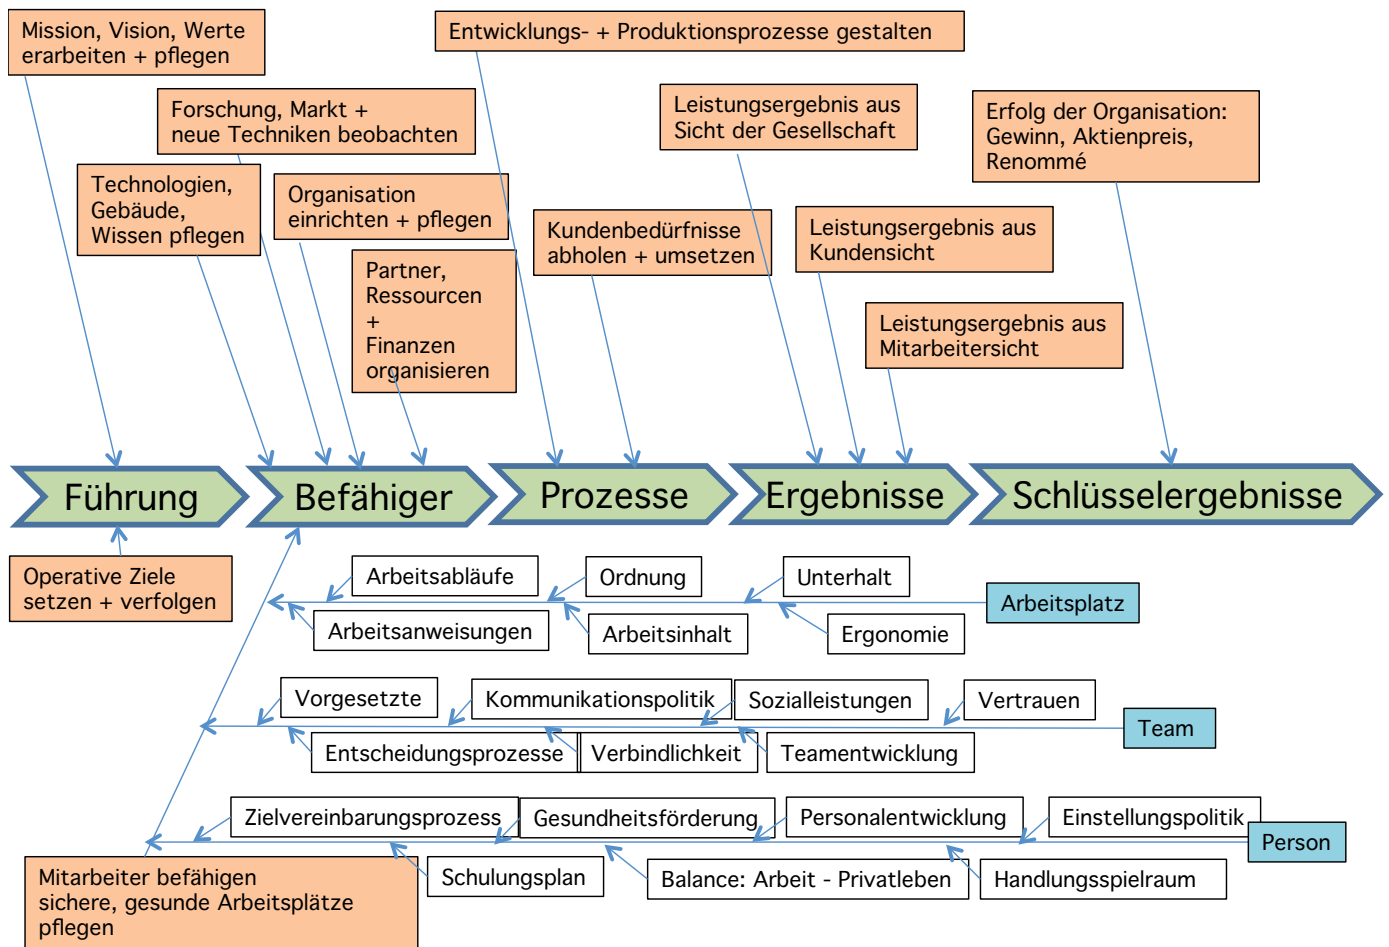 Mission, Vision, Werte
erarbeiten + pflegen
Entwicklungs- + Produktionsprozesse gestalten
Forschung, Markt +
neue Techniken beobachten
Leistungsergebnis aus
Sicht der Gesellschaft
Erfolg der Organisation:
Gewinn, Aktienpreis,
Renommé
Technologien,
Gebäude,
Wissen pflegen
Organisation
einrichten + pflegen
Kundenbedürfnisse
abholen + umsetzen
Leistungsergebnis aus
Kundensicht
Partner,
Ressourcen
+
Finanzen
organisieren
Leistungsergebnis aus
Mitarbeitersicht
Führung
Befähiger
Prozesse
Ergebnisse
Schlüsselergebnisse
Operative Ziele
setzen + verfolgen
Arbeitsabläufe
Ordnung
Unterhalt
Arbeitsplatz
Arbeitsanweisungen
Arbeitsinhalt
Ergonomie
Vorgesetzte
Kommunikationspolitik
Sozialleistungen
Vertrauen
Team
Entscheidungsprozesse
Verbindlichkeit
Teamentwicklung
Zielvereinbarungsprozess
Gesundheitsförderung
Personalentwicklung
Einstellungspolitik
Person
Schulungsplan
Balance: Arbeit - Privatleben
Handlungsspielraum
Mitarbeiter befähigen
sichere, gesunde Arbeitsplätze
pflegen